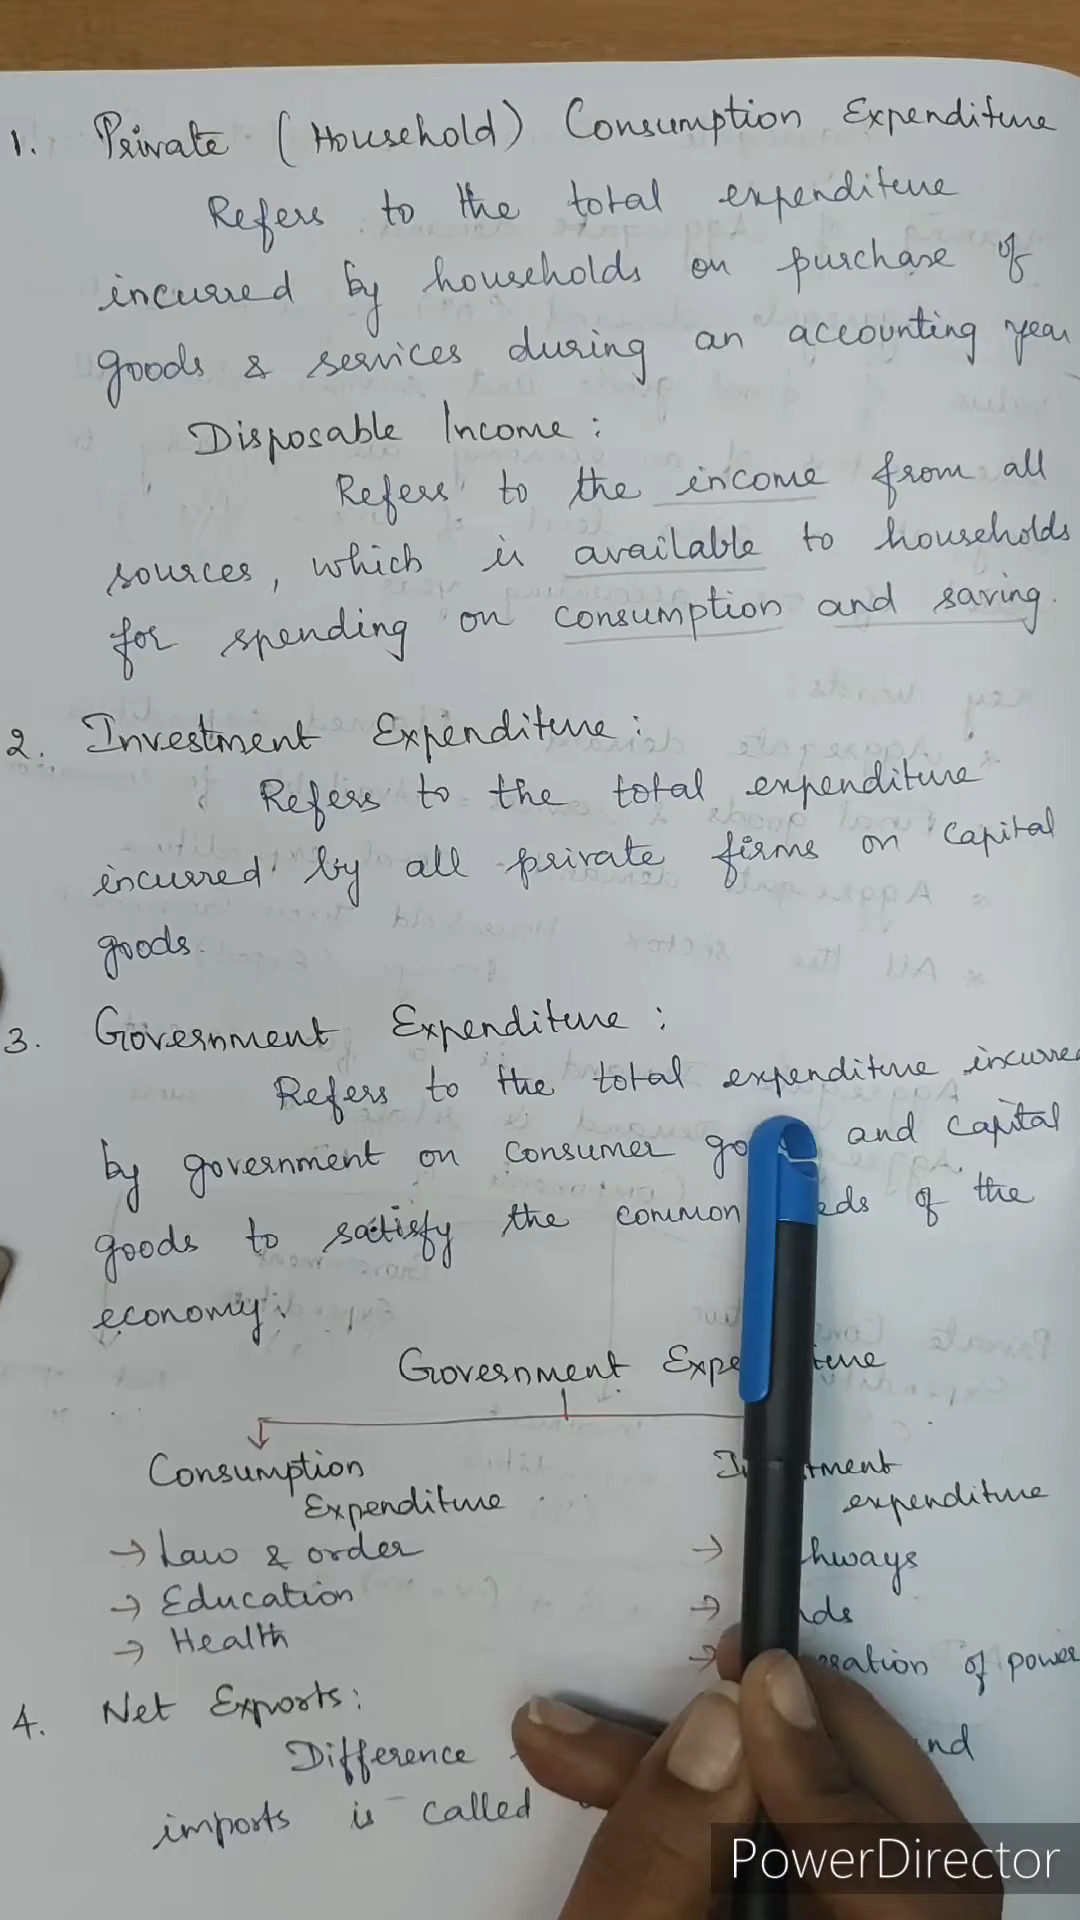 1. Private (Household) Consumption Expenditure
Refers to the total expenditure
incurred by households on purchase of
goods & services during an accounting year
Disposable Income:
Refers to the income from all
sources, which is available to households
for spending on consumption and saving.
2. Investment Expenditure:
Refers to the total expenditure
incurred by all private firms on capital
goods.
3. Government Expenditure:
Refers to the total expenditure incurred
by government on consumer and capital
goods to satisfy the common of the
economy.
Government
Consumption
Expenditure
expenditure
→ Law & order
→ Education
→ Health
→
→
→ of power
4. Net Exports:
Difference
imports is called
PowerDirector